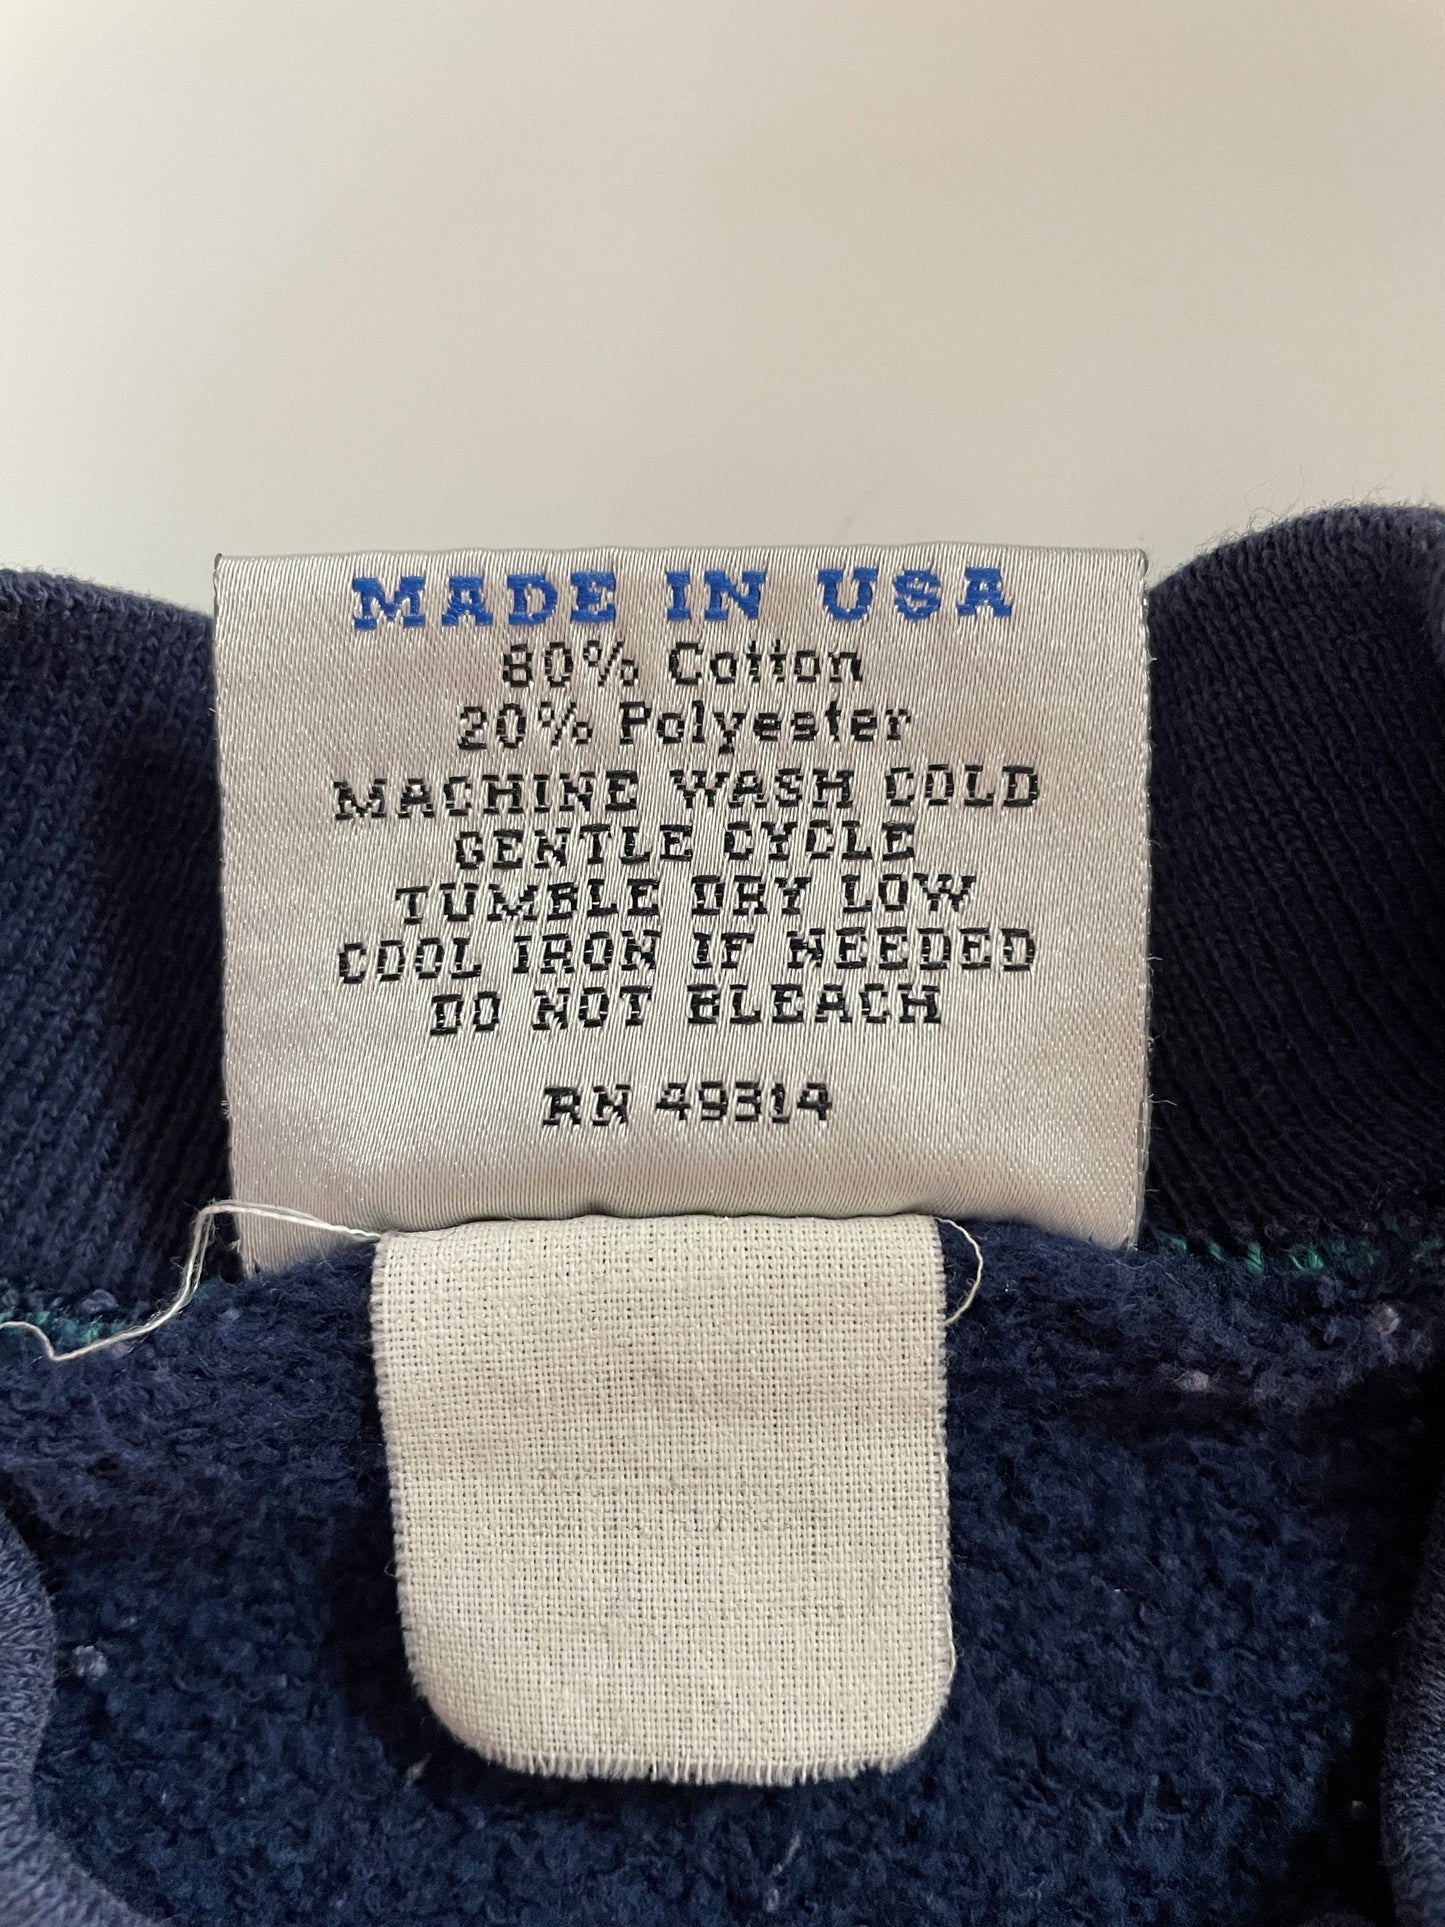 MADE IN USA
80% Cotton
20% Polyester
MACHINE WASH COLD
GENTLE CYCLE
TUMBLE DRY LOW
COOL IRON IF NEEDED
DO NOT BLEACH
RN 49314